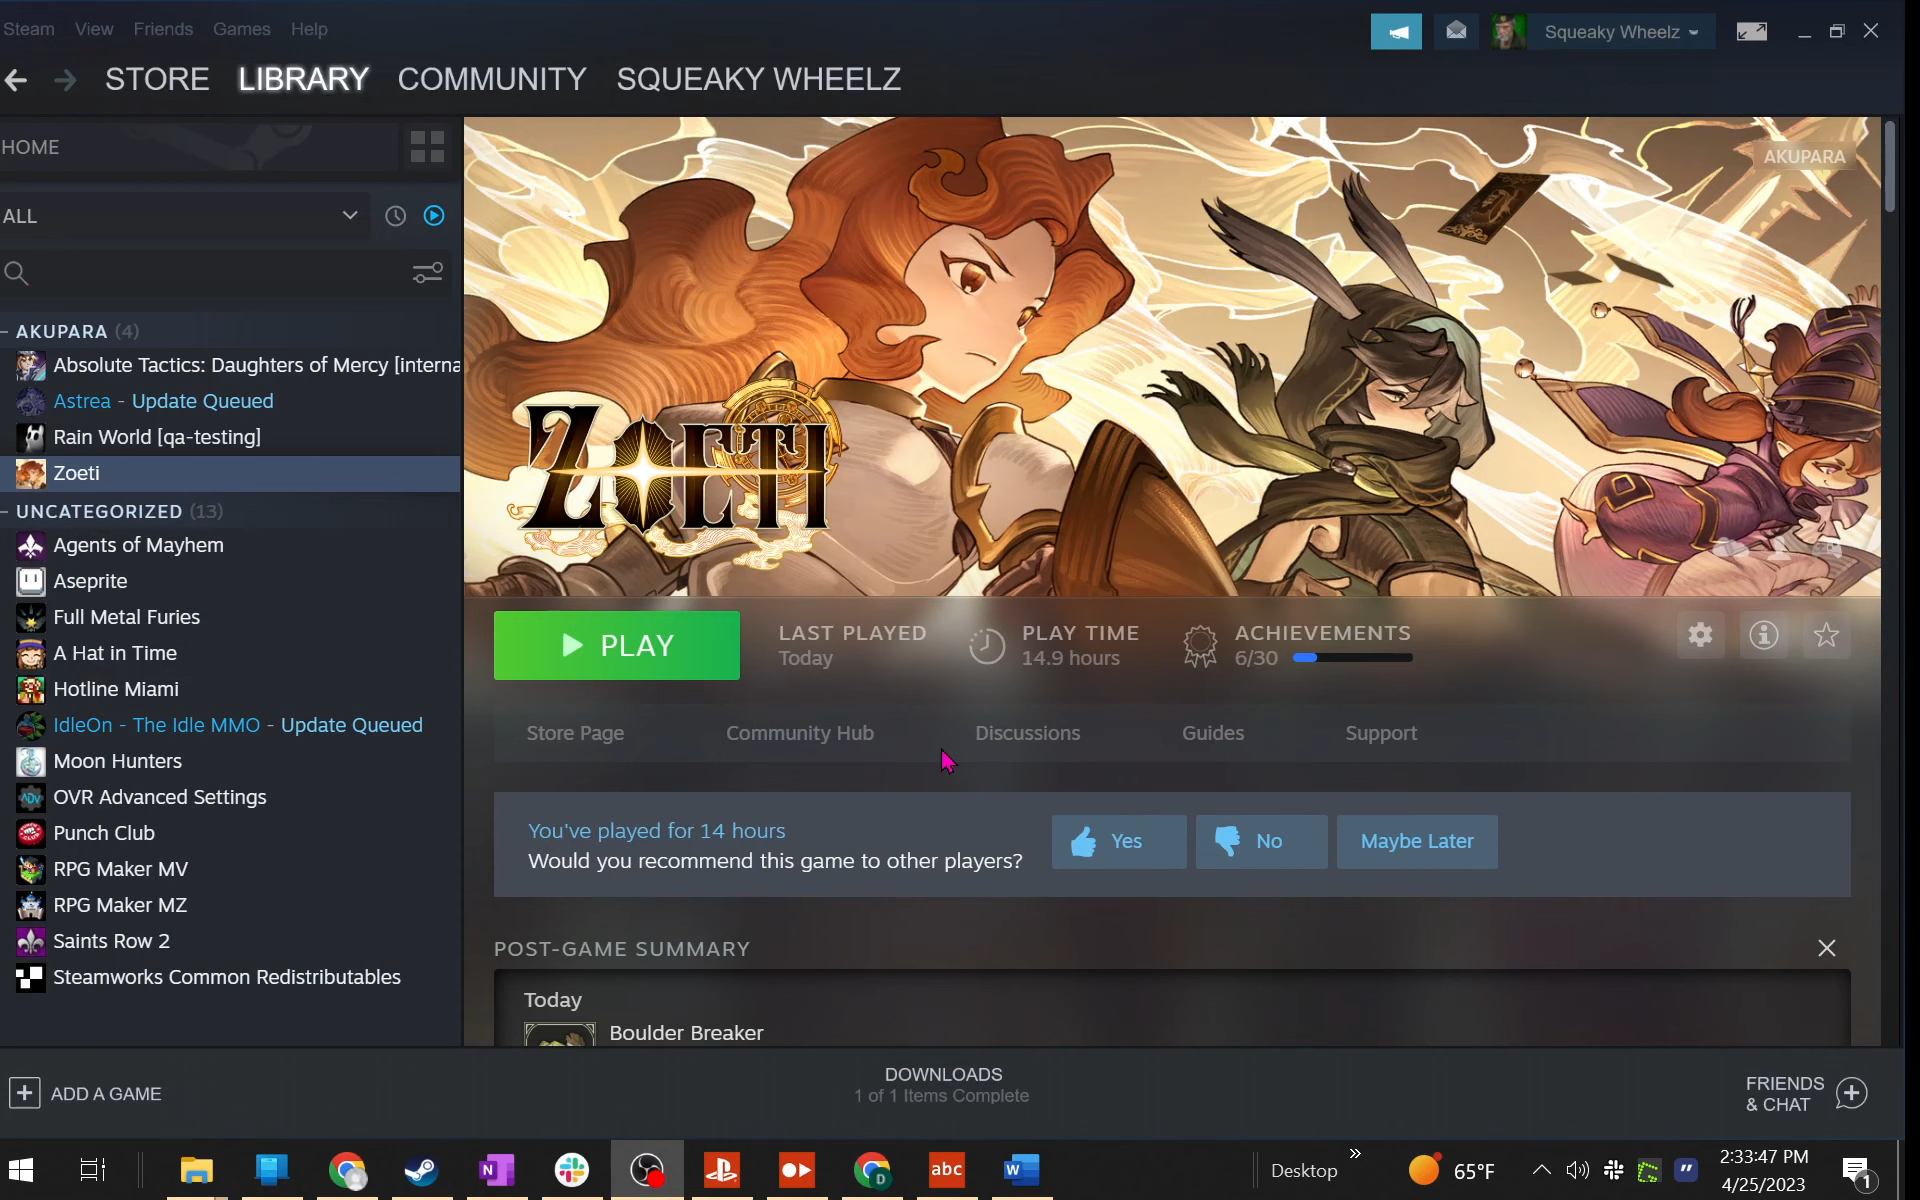 Steam View Friends Games Help
Squeaky Wheelz
STORE LIBRARY COMMUNITY SQUEAKY WHEELZ
HOME
ALL
AKUPARA (4)
Absolute Tactics: Daughters of Mercy [interna
Astrea - Update Queued
Rain World [qa-testing]
Zoeti
UNCATEGORIZED (13)
Agents of Mayhem
Aseprite
Full Metal Furies
A Hat in Time
Hotline Miami
IdleOn - The Idle MMO - Update Queued
Moon Hunters
OVR Advanced Settings
Punch Club
RPG Maker MV
RPG Maker MZ
Saints Row 2
Steamworks Common Redistributables
AKUPARA
ZOETI
PLAY
LAST PLAYED
Today
PLAY TIME
14.9 hours
ACHIEVEMENTS
6/30
Store Page Community Hub Discussions Guides Support
You've played for 14 hours
Would you recommend this game to other players?
Yes No Maybe Later
POST-GAME SUMMARY
Today
Boulder Breaker
ADD A GAME
DOWNLOADS
1 of 1 Items Complete
FRIENDS
& CHAT
N
D
abc
W
Desktop
65°F
2:33:47 PM
4/25/2023
1